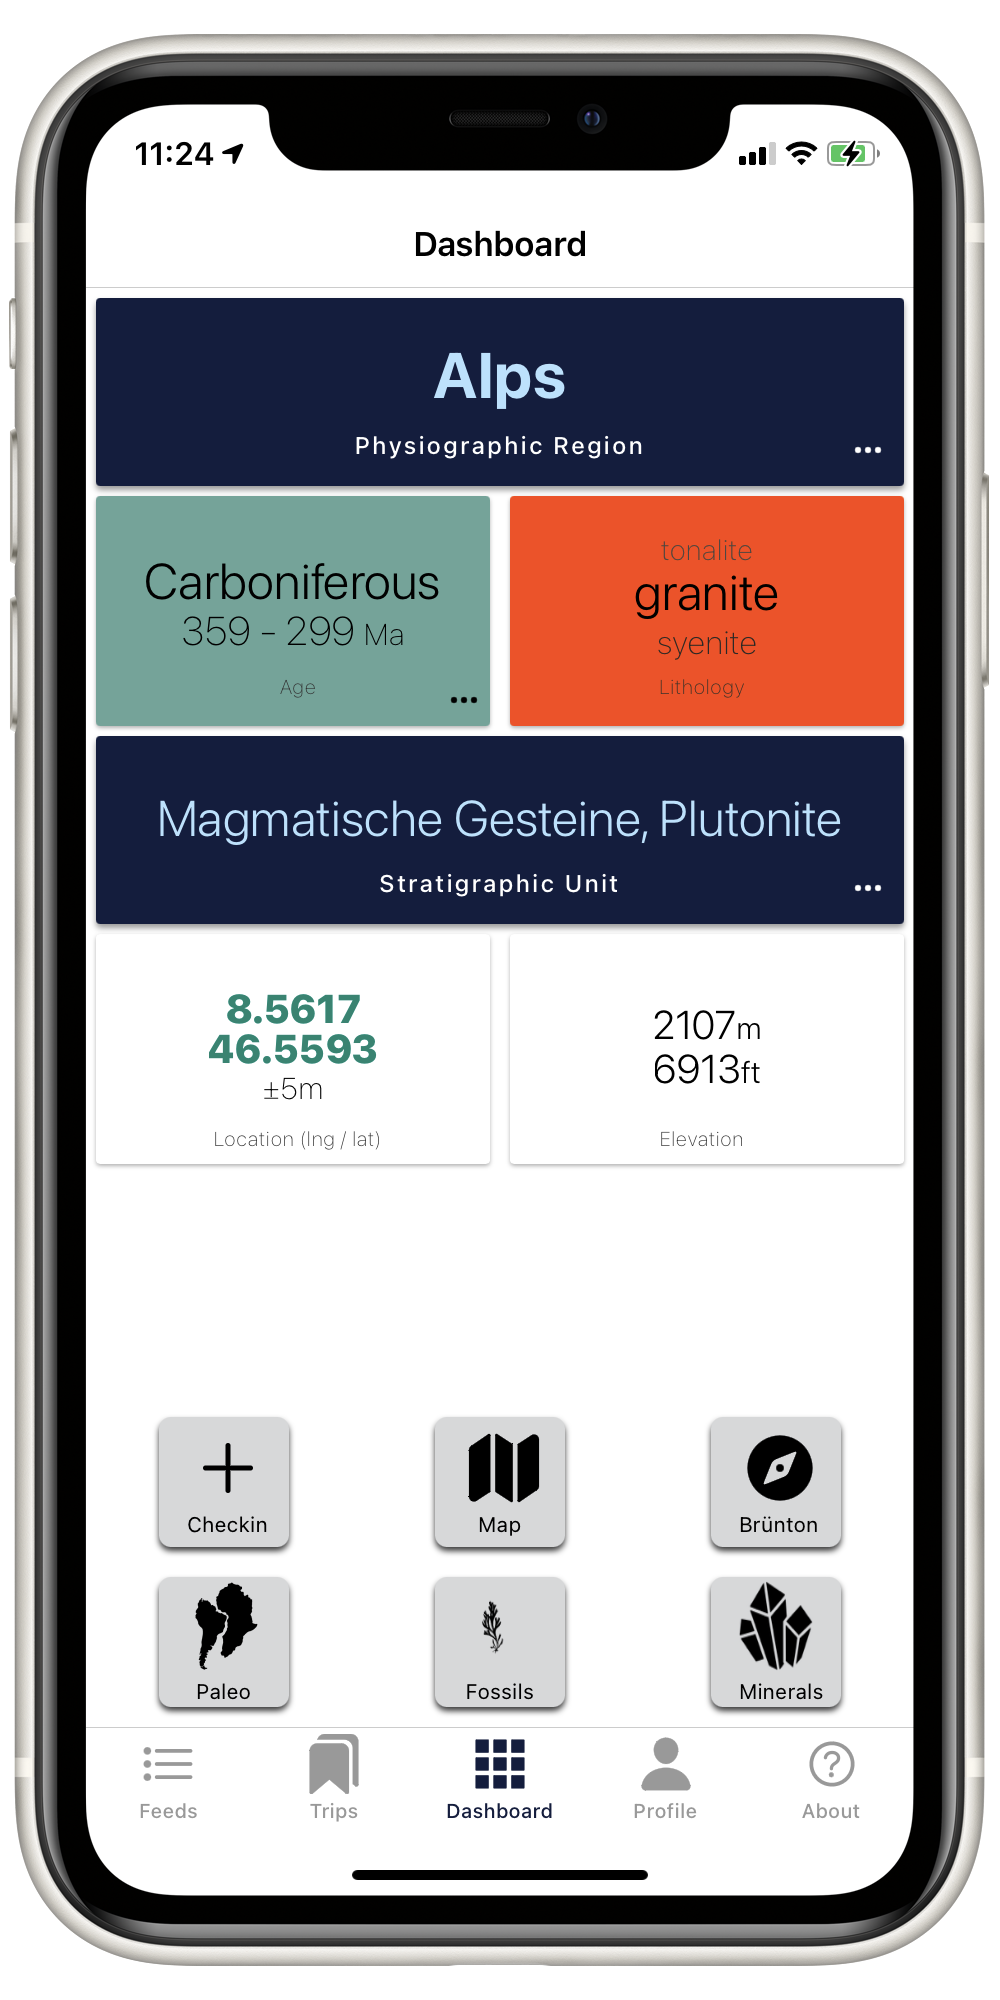 11:24
Dashboard
Alps
Physiographic Region
Carboniferous
359 - 299 Ma
Age
tonalite
granite
syenite
Lithology
Magmatische Gesteine, Plutonite
Stratigraphic Unit
8.5617
46.5593
±5m
Location (lng / lat)
2107m
6913ft
Elevation
Checkin
Map
Brünton
Paleo
Fossils
Minerals
Feeds
Trips
Dashboard
Profile
About